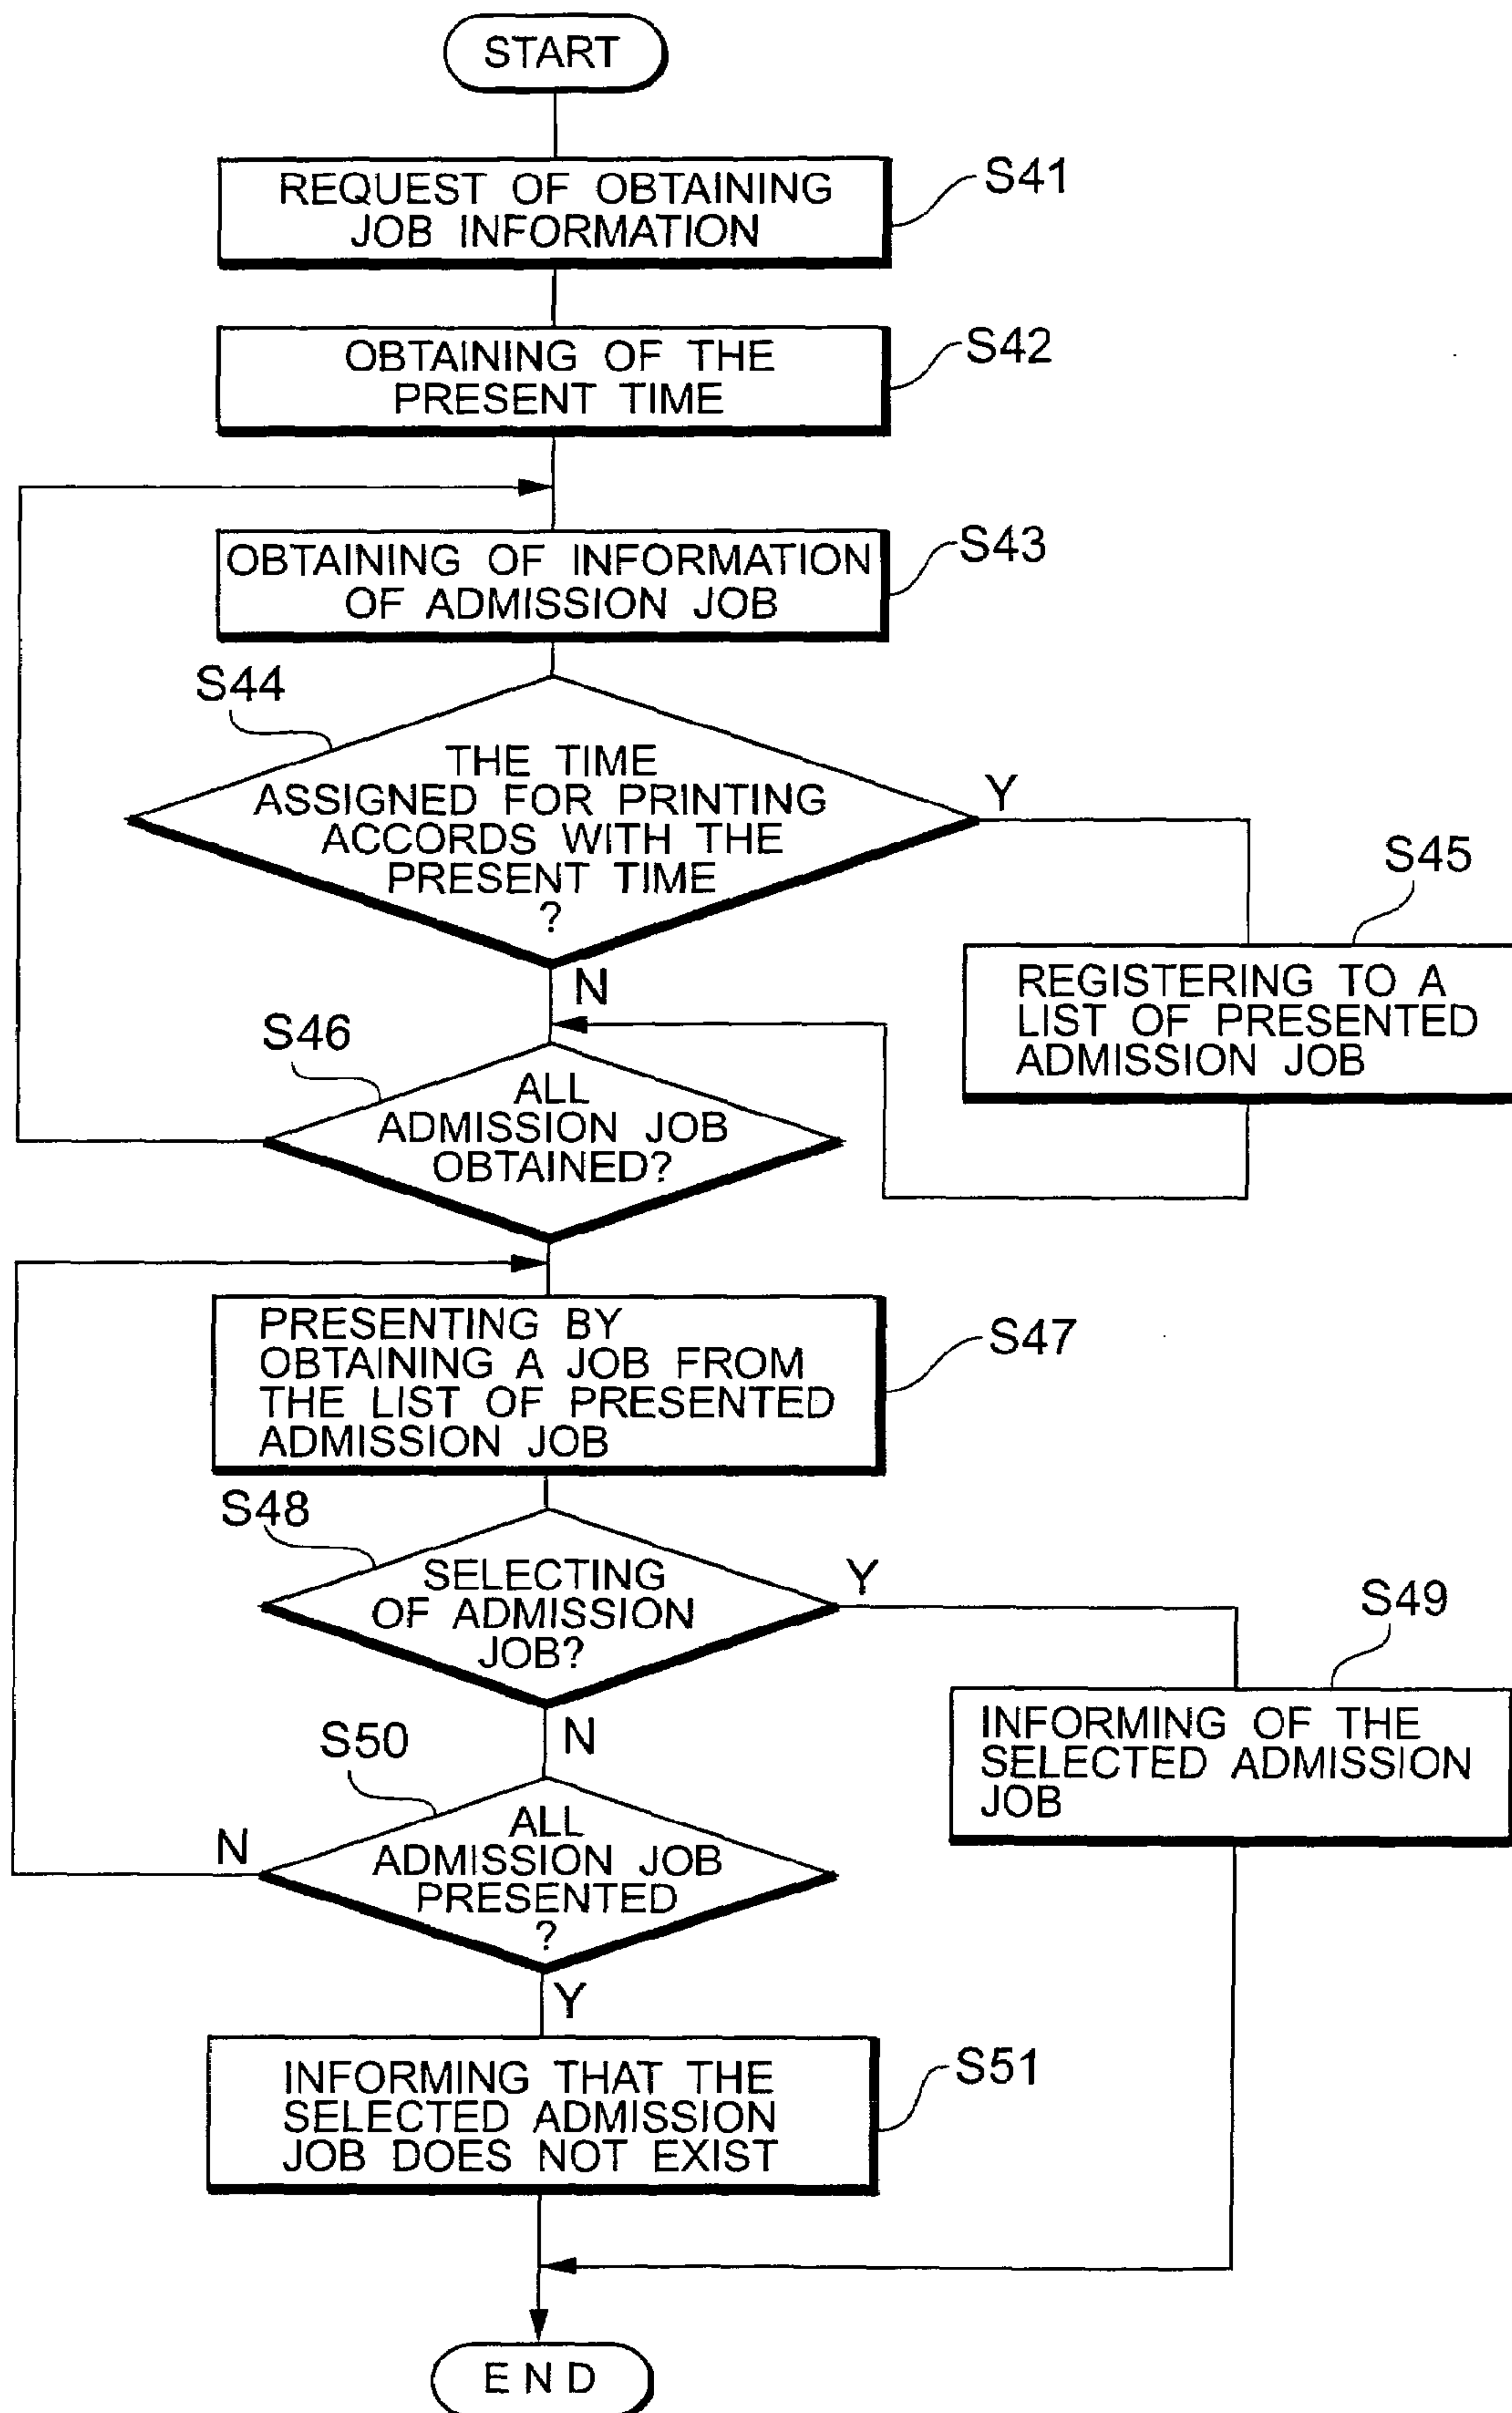 START
REQUEST OF OBTAINING
JOB INFORMATION
S41
OBTAINING OF THE
PRESENT TIME
S42
OBTAINING OF INFORMATION
OF ADMISSION JOB
S43
S44
THE TIME
ASSIGNED FOR PRINTING
ACCORDS WITH THE
PRESENT TIME
?
Y
N
S45
REGISTERING TO A
LIST OF PRESENTED
ADMISSION JOB
S46
ALL
ADMISSION JOB
OBTAINED?
PRESENTING BY
OBTAINING A JOB FROM
THE LIST OF PRESENTED
ADMISSION JOB
S47
S48
SELECTING
OF ADMISSION
JOB?
Y
N
S49
INFORMING OF THE
SELECTED ADMISSION
JOB
S50
ALL
ADMISSION JOB
PRESENTED
?
N
Y
INFORMING THAT THE
SELECTED ADMISSION
JOB DOES NOT EXIST
S51
END